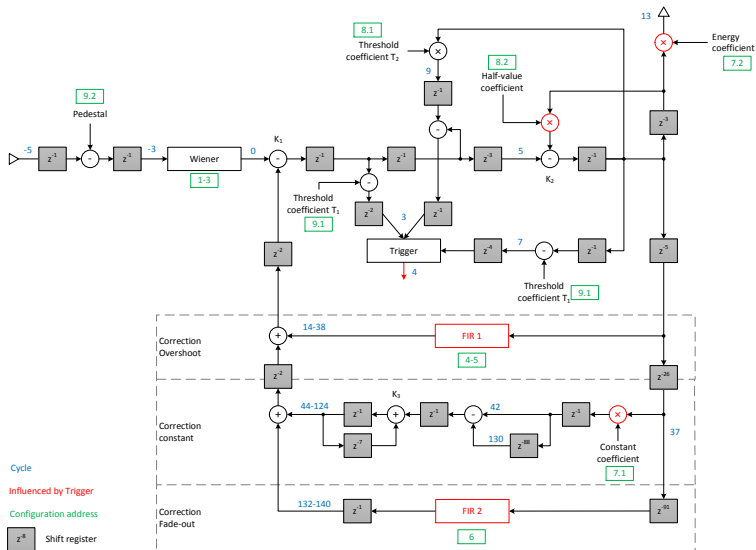 13
8.1
Threshold
coefficient T2
×
×
Energy
coefficient
7.2
9
8.2
Half-value
coefficient
9.2
Pedestal
z-1
×
z-3
-
K1
-5
z-1
-
z-1
-3
Wiener
0
-
z-1
z-1
z-3
5
-
z-1
K2
1-3
-
Threshold
coefficient T1
9.1
z-2
3
z-1
z-2
Trigger
z-4
7
-
z-1
z-5
4
Threshold
coefficient T1
9.1
Correction
Overshoot
+
14-38
FIR 1
4-5
z-2
z-26
K3
Correction
constant
+
44-124
z-1
+
z-1
-
42
z-1
×
37
z-7
130
z-88
Constant
coefficient
7.1
Cycle
Influenced by Trigger
Configuration address
z-8
Shift register
Correction
Fade-out
132-140
z-1
FIR 2
z-91
6